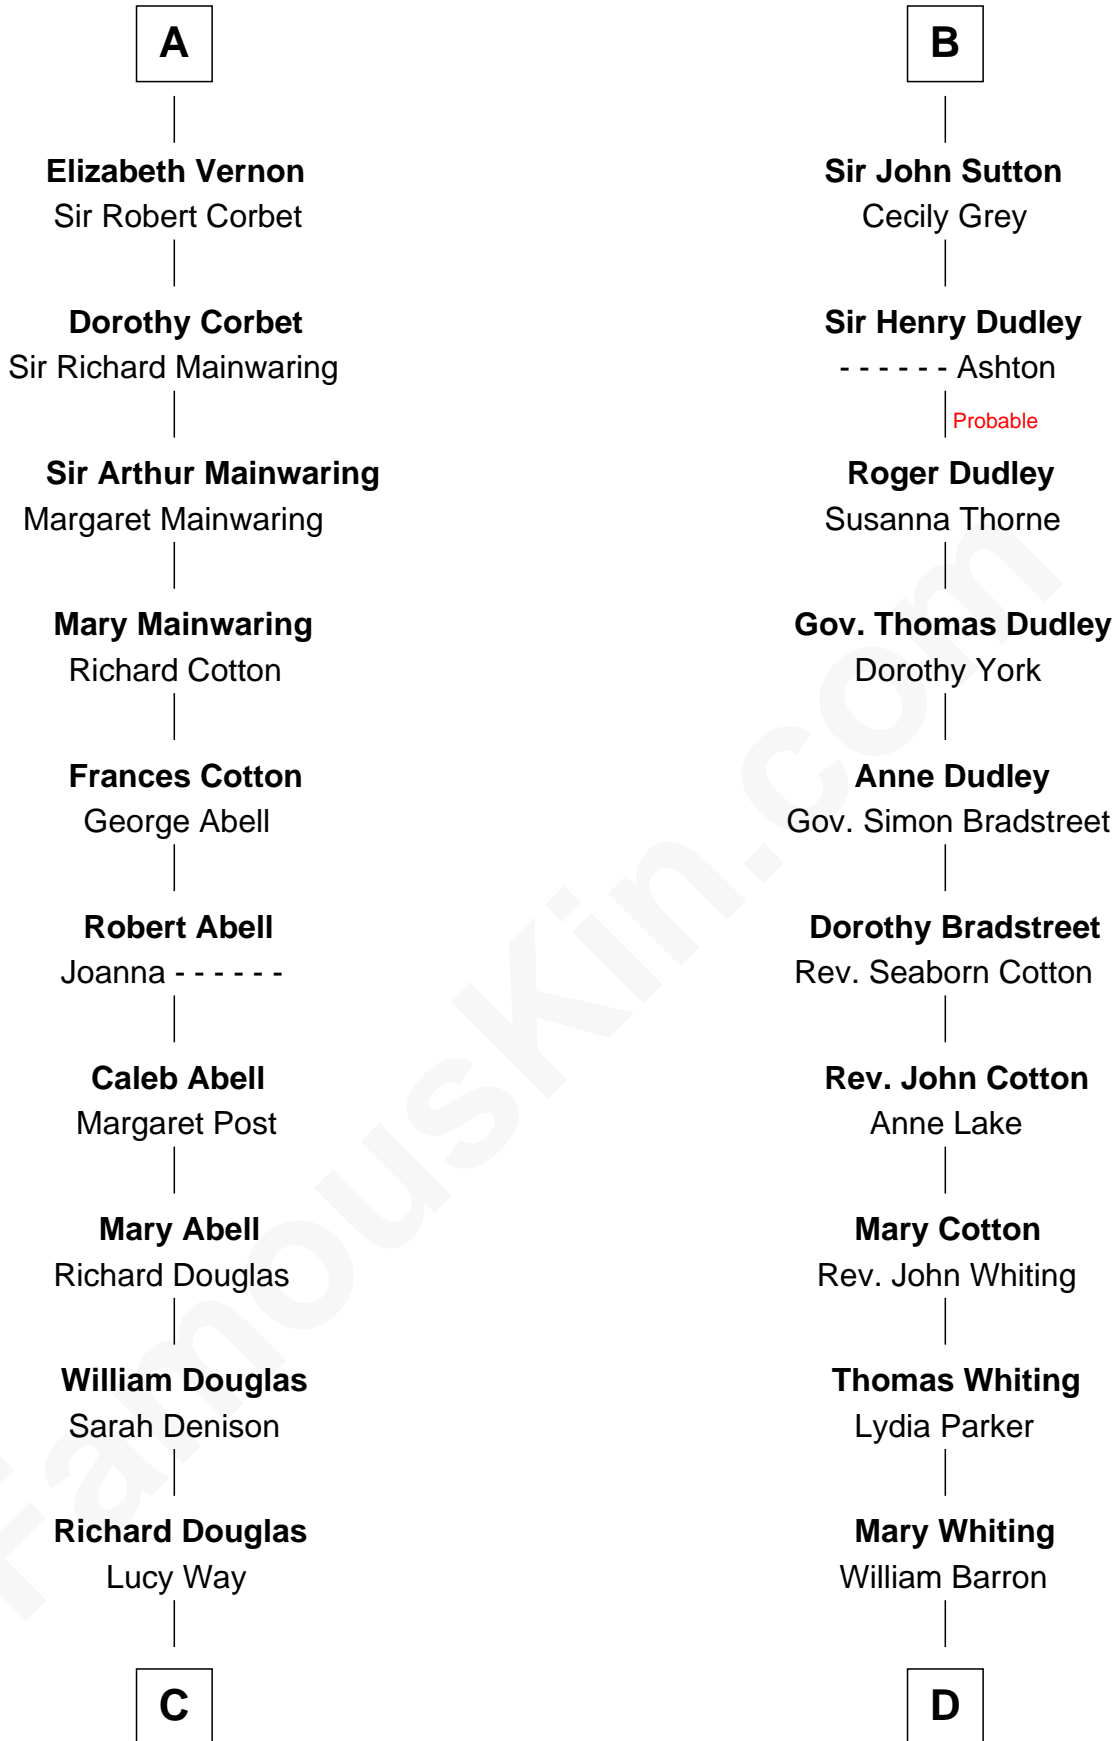 A
Elizabeth Vernon
Sir Robert Corbet
Dorothy Corbet
Sir Richard Mainwaring
Sir Arthur Mainwaring
Margaret Mainwaring
Mary Mainwaring
Richard Cotton
Frances Cotton
George Abell
Robert Abell
Joanna - - - - - -
Caleb Abell
Margaret Post
Mary Abell
Richard Douglas
William Douglas
Sarah Denison
Richard Douglas
Lucy Way
C
B
Sir John Sutton
Cecily Grey
Sir Henry Dudley
- - - - - - Ashton
Probable
Roger Dudley
Susanna Thorne
Gov. Thomas Dudley
Dorothy York
Anne Dudley
Gov. Simon Bradstreet
Dorothy Bradstreet
Rev. Seaborn Cotton
Rev. John Cotton
Anne Lake
Mary Cotton
Rev. John Whiting
Thomas Whiting
Lydia Parker
Mary Whiting
William Barron
D
FamousKin.com